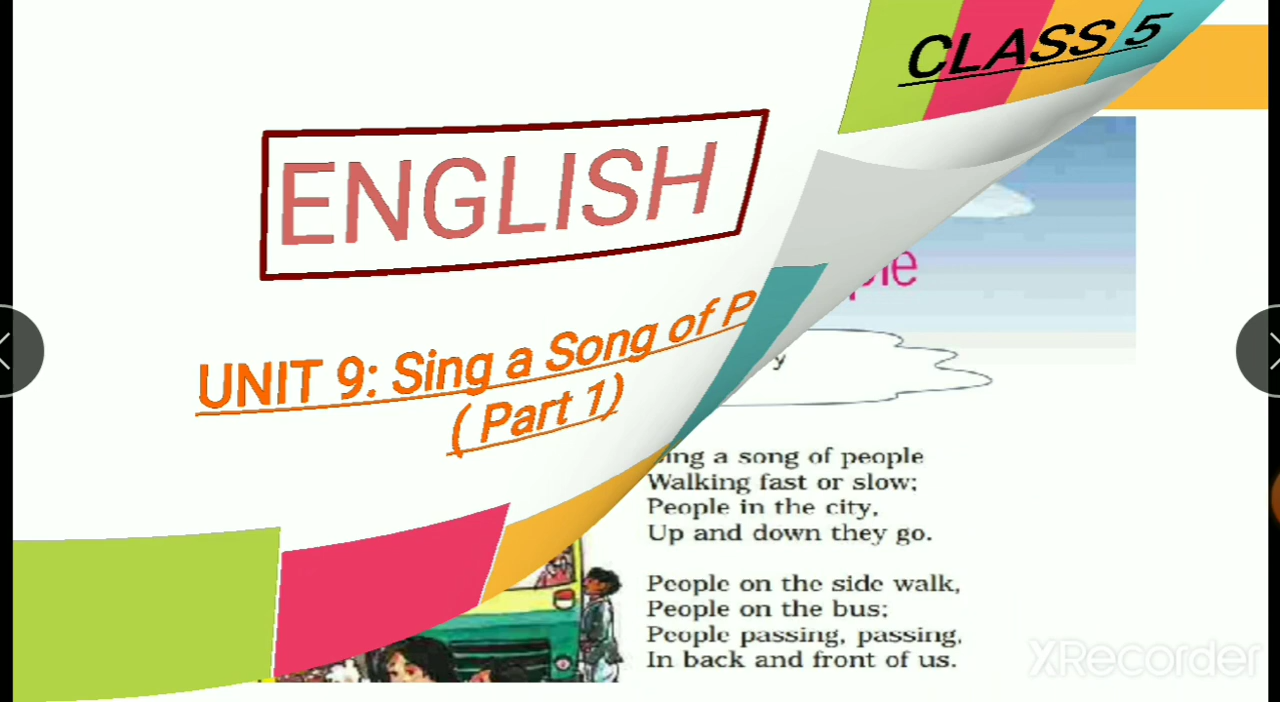 CLASS 5
ENGLISH
UNIT 9: Sing a Song of P
( Part 1)
ple
y
Sing a song of people
Walking fast or slow;
People in the city,
Up and down they go.
People on the side walk,
People on the bus;
People passing, passing,
In back and front of us.
XRecorder